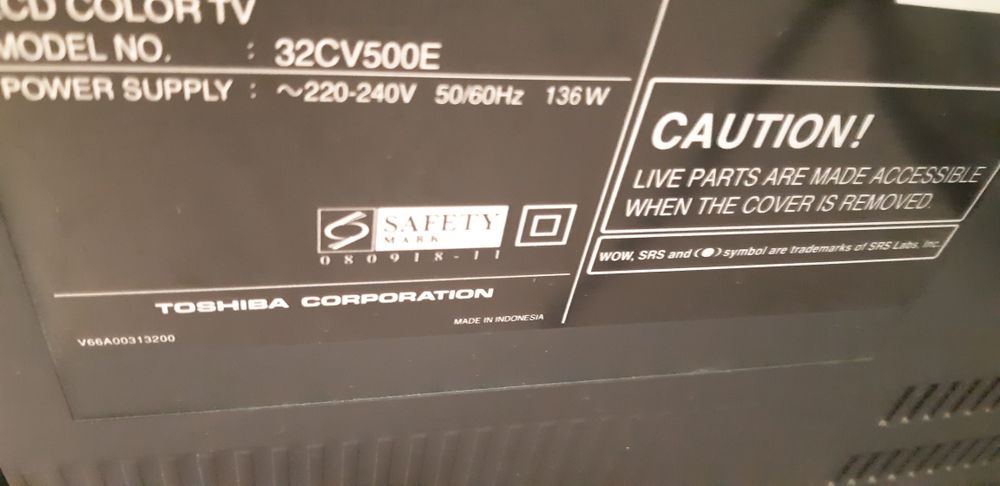 LCD COLOR TV
MODEL NO. : 32CV500E
POWER SUPPLY : ～220-240V 50/60Hz 136W
CAUTION!
LIVE PARTS ARE MADE ACCESSIBLE
WHEN THE COVER IS REMOVED.
SAFETY
MARK
080918-11
WOW, SRS and (●) symbol are trademarks of SRS Labs, Inc.
TOSHIBA CORPORATION
MADE IN INDONESIA
V66A00313200